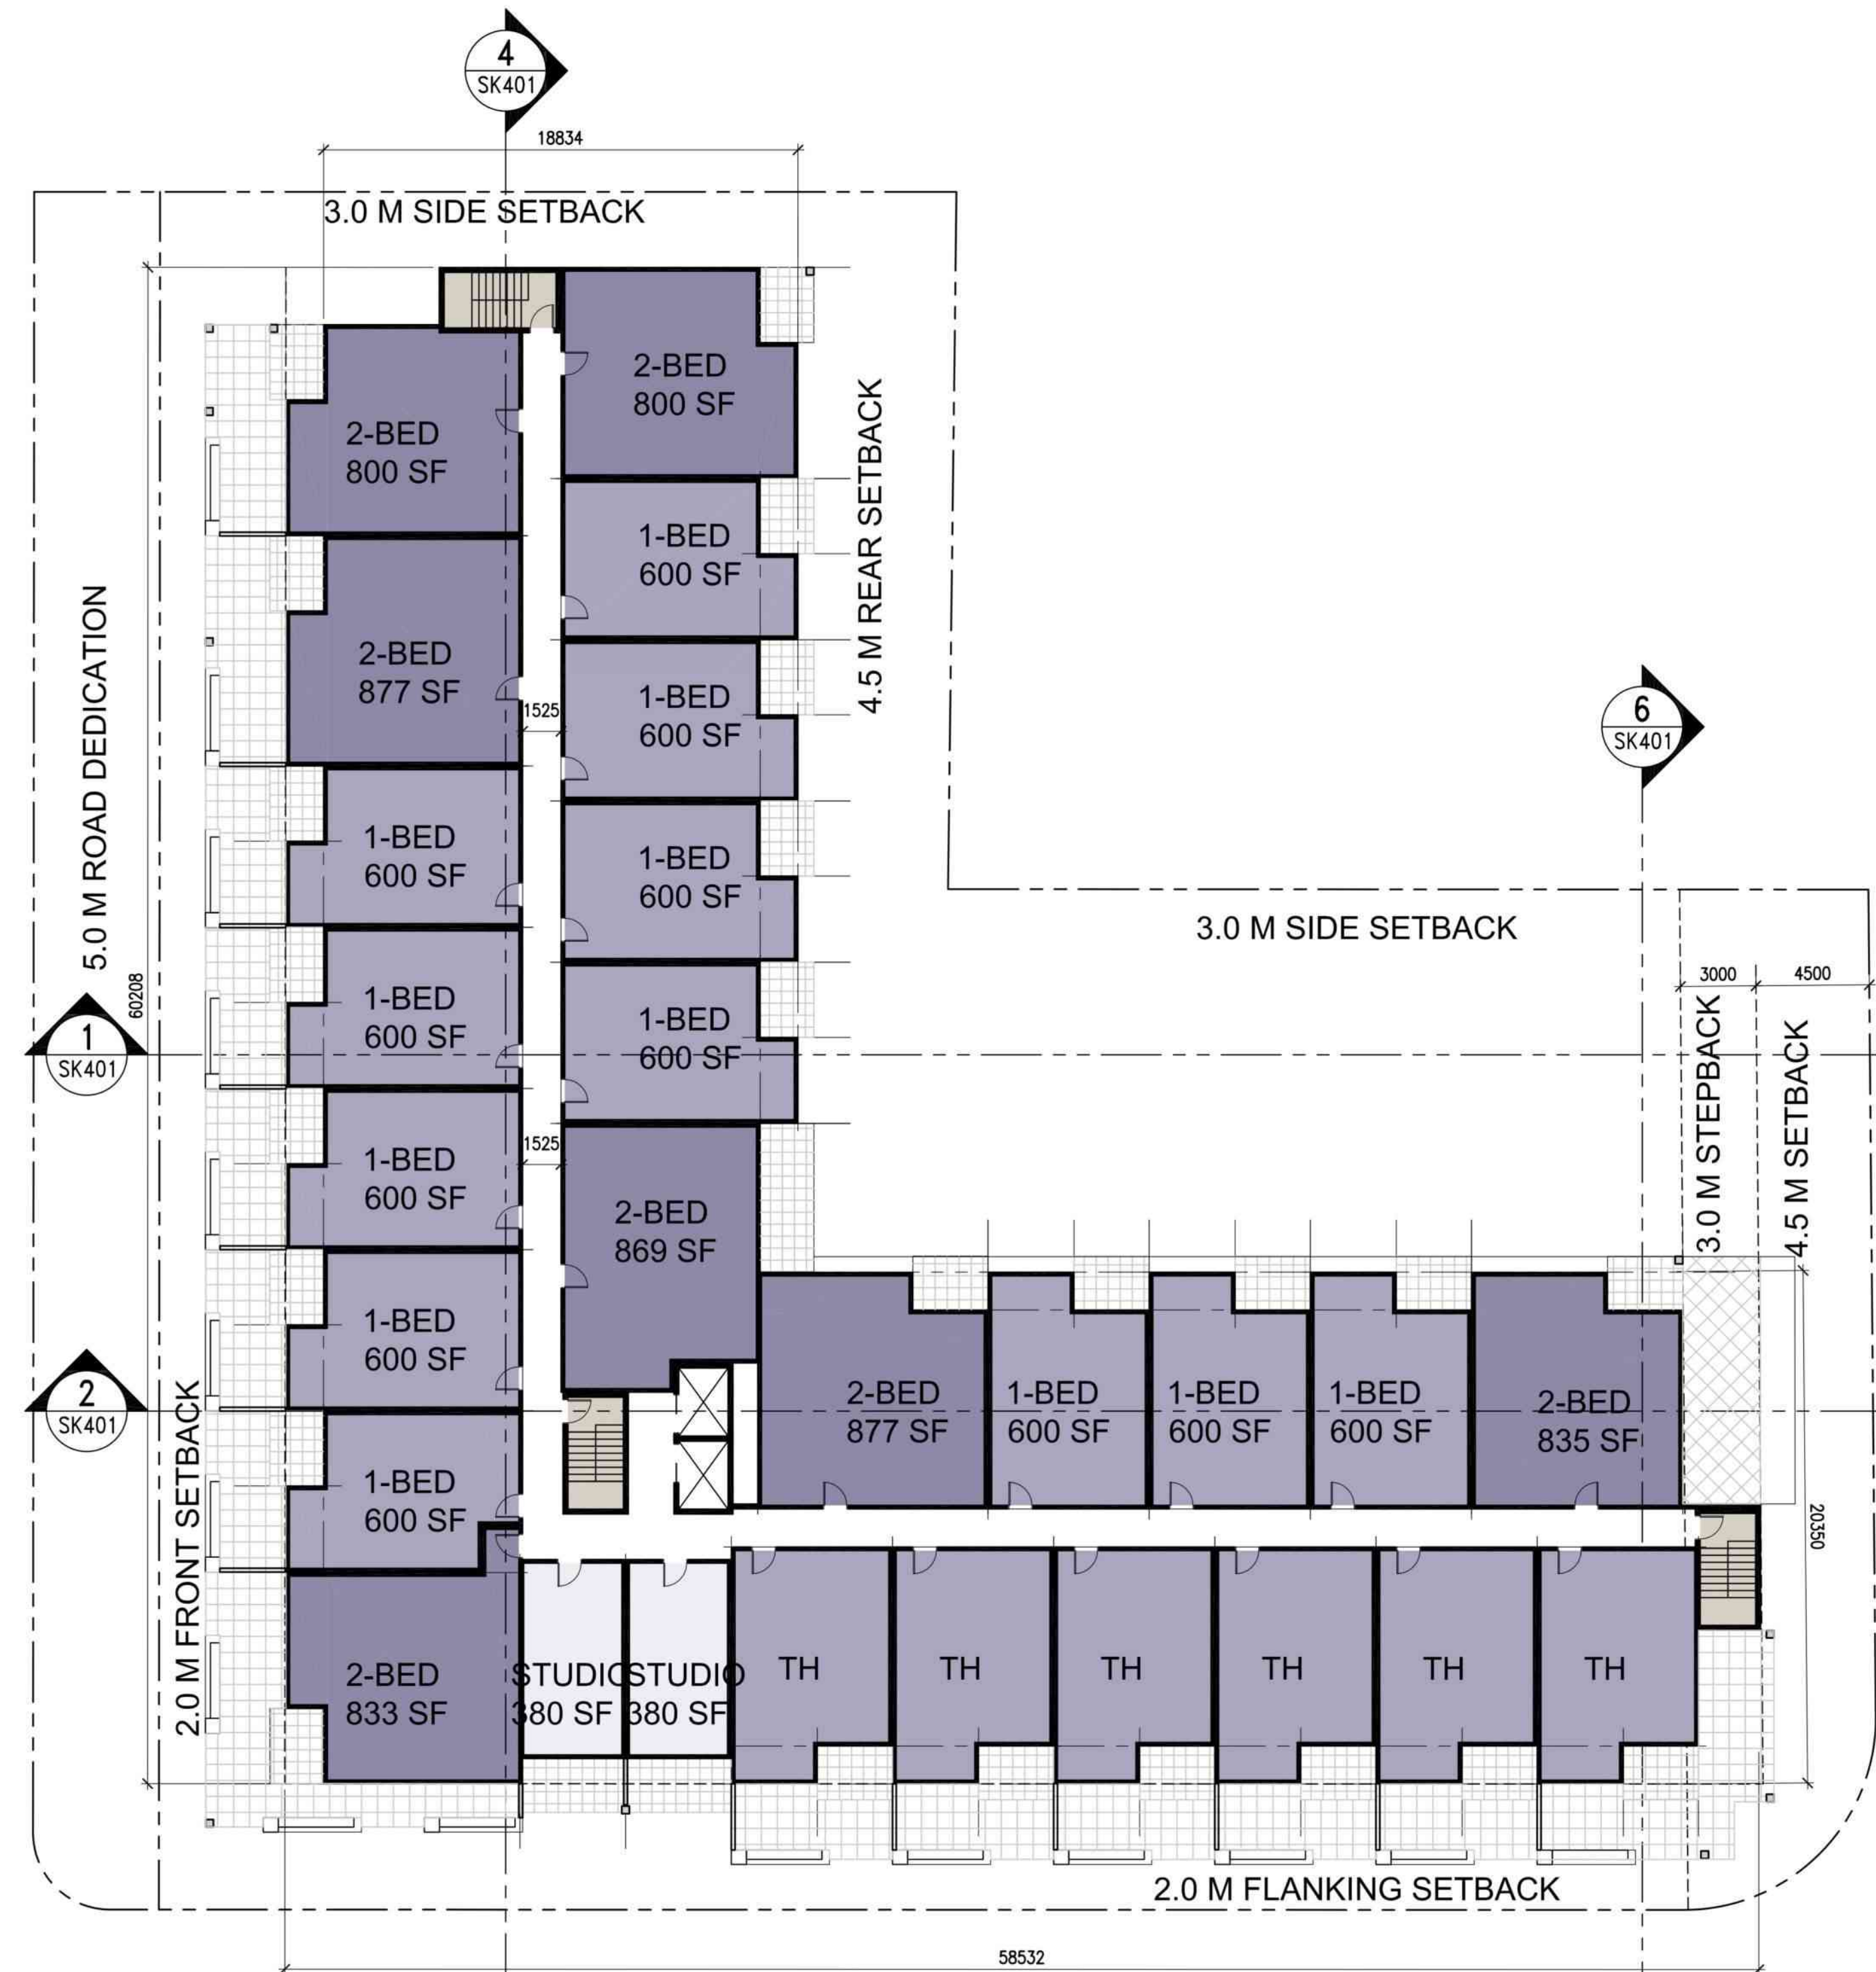 4
SK401
18834
3.0 M SIDE SETBACK
2-BED
800 SF
2-BED
800 SF
4.5 M REAR SETBACK
1-BED
600 SF
2-BED
877 SF
5.0 M ROAD DEDICATION
1525
1-BED
600 SF
6
SK401
1-BED
600 SF
1-BED
600 SF
3.0 M SIDE SETBACK
60208
3000
4500
1-BED
600 SF
1-BED
600 SF
1
SK401
3.0 M STEPBACK
4.5 M SETBACK
1525
1-BED
600 SF
2-BED
869 SF
1-BED
600 SF
2
SK401
2-BED
877 SF
1-BED
600 SF
1-BED
600 SF
1-BED
600 SF
2-BED
835 SF
2.0 M FRONT SETBACK
1-BED
600 SF
20350
2-BED
833 SF
STUDIO
380 SF
STUDIO
380 SF
TH
TH
TH
TH
TH
TH
2.0 M FLANKING SETBACK
58532